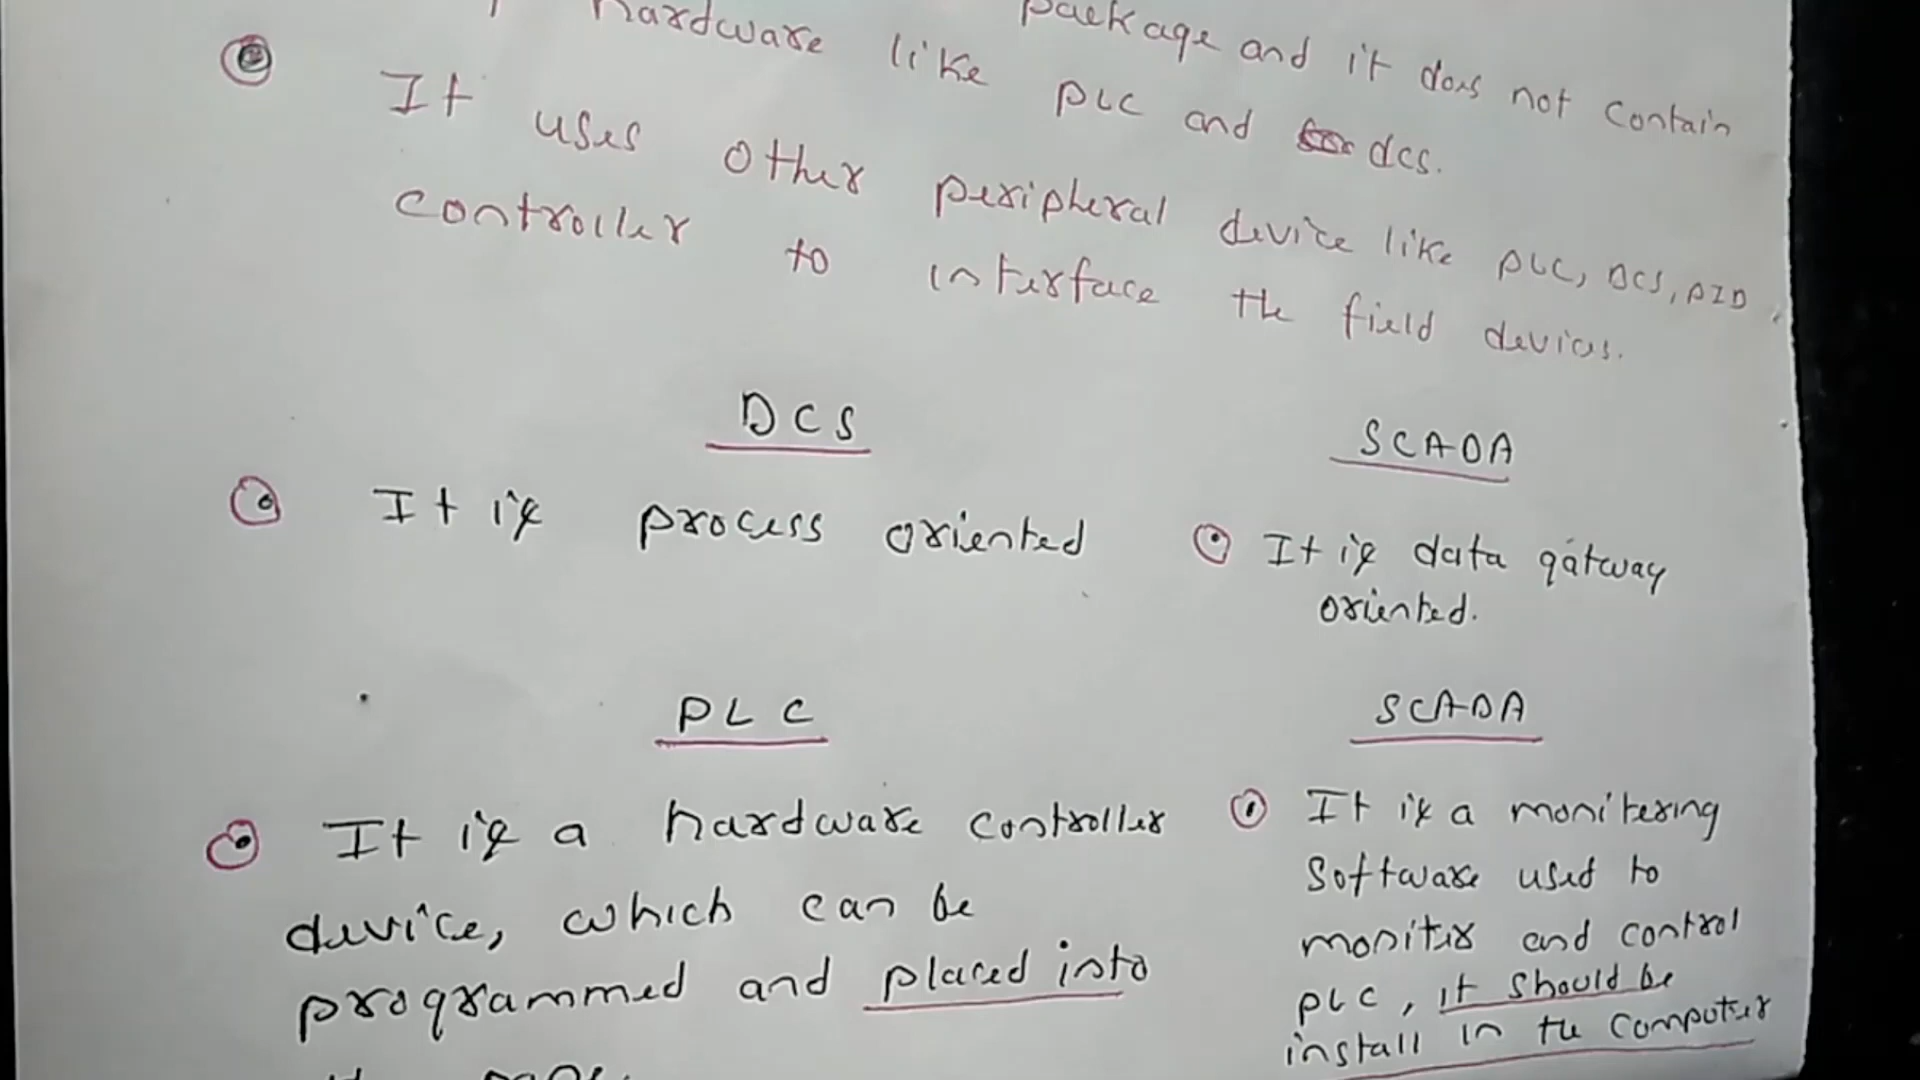 package and it does not contain
hardware like PLC and dcs.
It uses other peripheral device like PLC, DCS, PID
controller to interface the field devices.
DCS
SCADA
It is process oriented
It is data gateway
oriented.
PLC
SCADA
It is a hardware controller
device, which can be
programmed and placed into
It is a monitering
Software used to
moniter and control
PLC, it should be
install in the computer